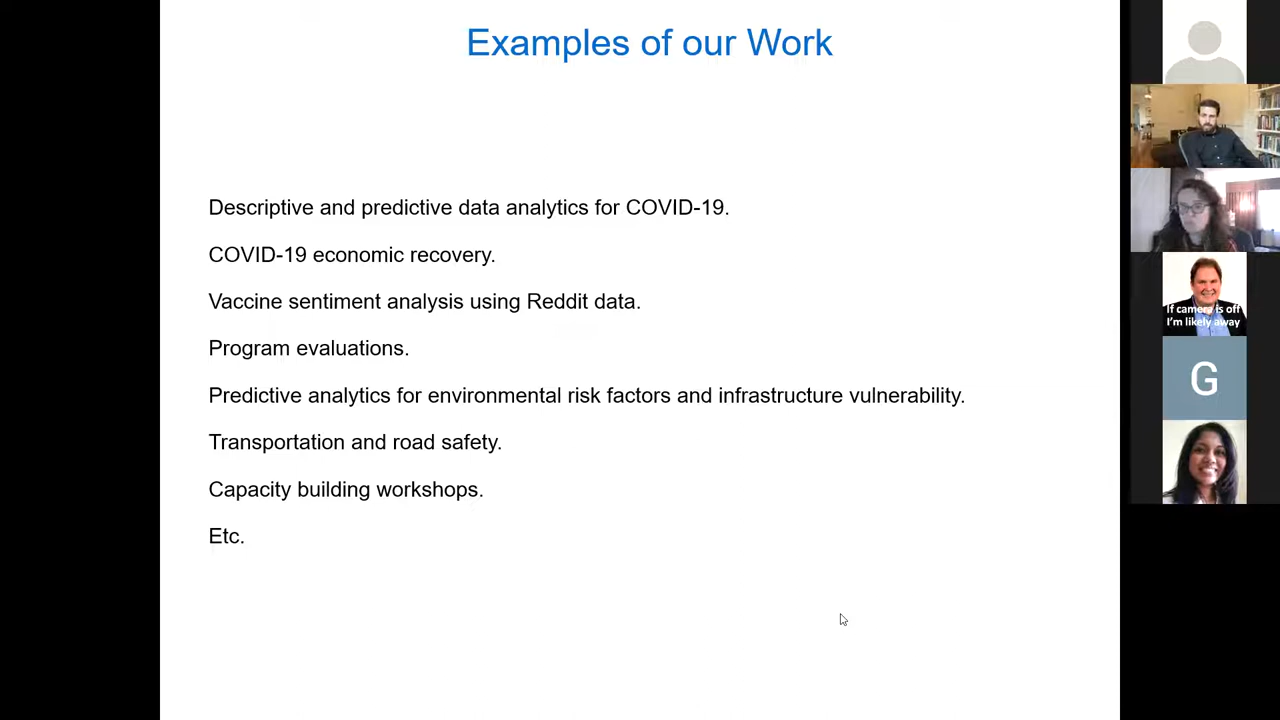 Examples of our Work
Descriptive and predictive data analytics for COVID-19.
COVID-19 economic recovery.
Vaccine sentiment analysis using Reddit data.
Program evaluations.
Predictive analytics for environmental risk factors and infrastructure vulnerability.
Transportation and road safety.
Capacity building workshops.
Etc.
If camera is off
I'm likely away
G